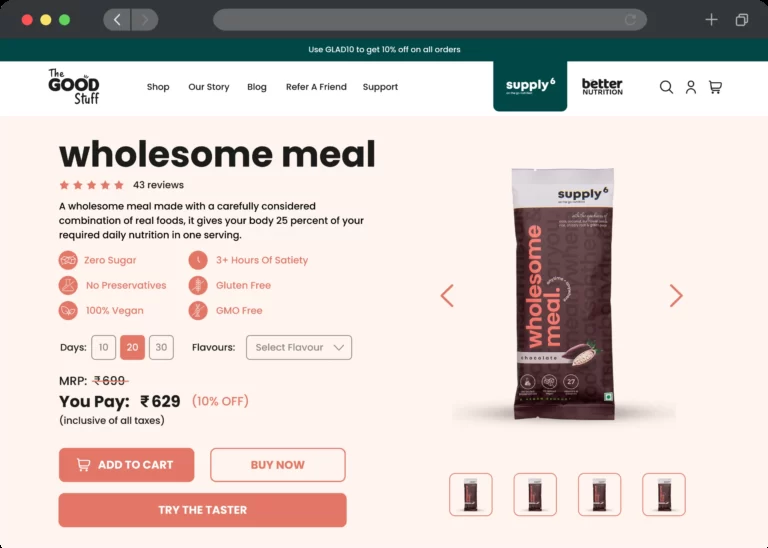 Use GLAD10 to get 10% off on all orders
The GOOD Stuff
Shop Our Story Blog Refer A Friend Support
supply6
better NUTRITION
wholesome meal
43 reviews
A wholesome meal made with a carefully considered
combination of real foods, it gives your body 25 percent of your
required daily nutrition in one serving.
Zero Sugar 3+ Hours Of Satiety
No Preservatives Gluten Free
100% Vegan GMO Free
Days: 10 20 30 Flavours: Select Flavour
MRP: ₹699
You Pay: ₹629 (10% OFF)
(inclusive of all taxes)
ADD TO CART BUY NOW
TRY THE TASTER
supply6
wholesome
meal.
chocolate
27